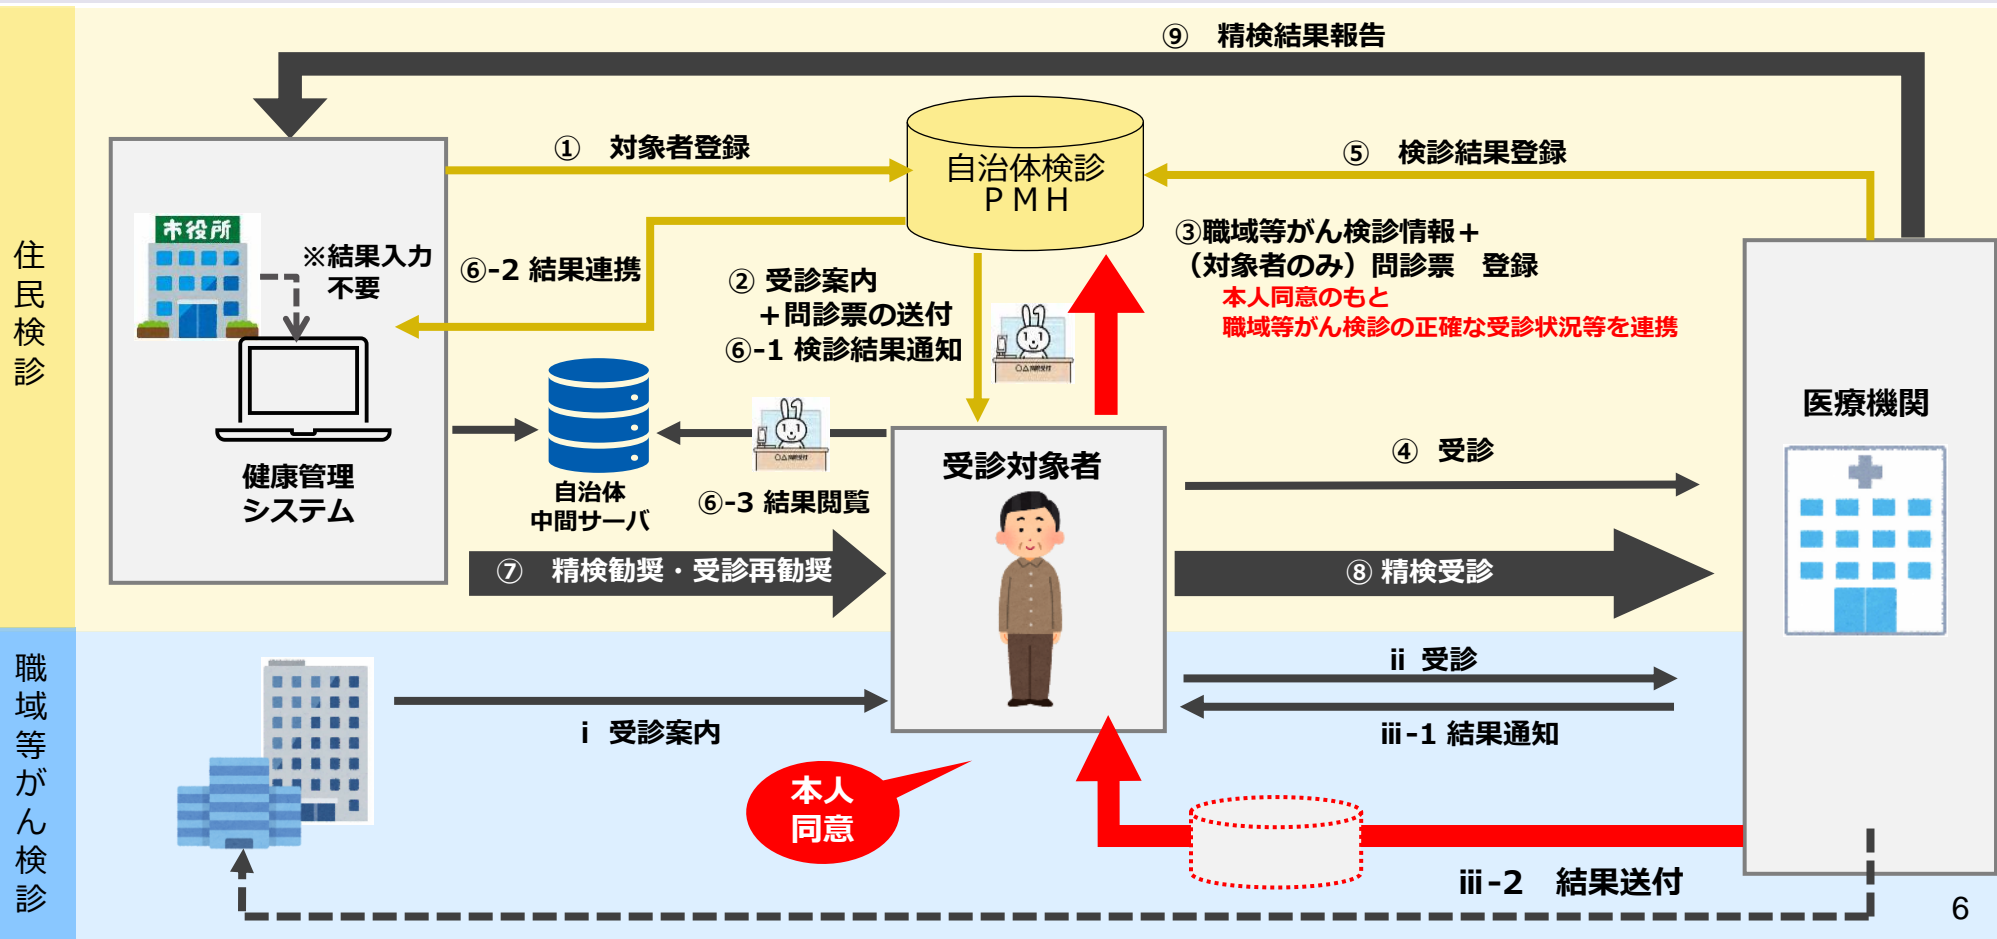 ⑨　精検結果報告
住民検診
①　対象者登録
自治体検診
ＰＭＨ
⑤　検診結果登録
市役所
※結果入力
不要
⑥-2 結果連携
② 受診案内
＋問診票の送付
⑥-1 検診結果通知
③職域等がん検診情報＋
（対象者のみ）問診票　登録
本人同意のもと
職域等がん検診の正確な受診状況等を連携
○△病院受付
医療機関
健康管理
システム
自治体
中間サーバ
○△病院受付
⑥-3 結果閲覧
受診対象者
④ 受診
⑦　精検勧奨・受診再勧奨
⑧ 精検受診
職域等がん検診
ⅰ 受診案内
ⅱ 受診
ⅲ-1 結果通知
本人
同意
ⅲ-2　結果送付
6